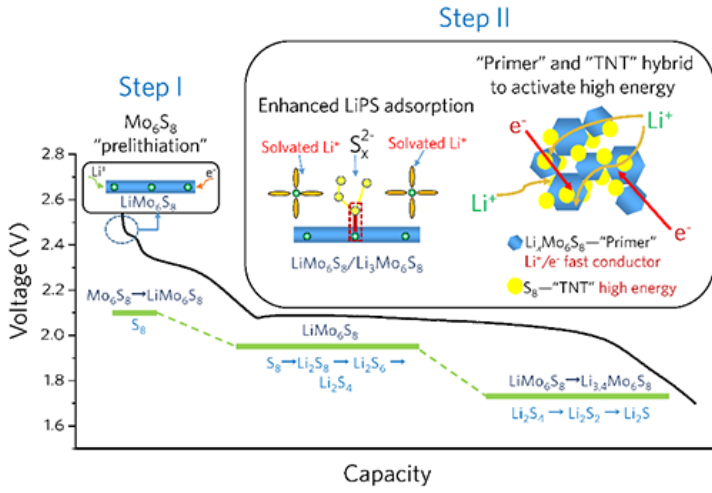 Step I
Mo₆S₈
"prelithiation"
Li⁺
e⁻
LiMo₆S₈
Step II
Enhanced LiPS adsorption
Solvated Li⁺
Sₓ²⁻
Solvated Li⁺
LiMo₆S₈/Li₃Mo₆S₈
"Primer" and "TNT" hybrid
to activate high energy
e⁻
Li⁺
Li⁺
e⁻
LiₓMo₆S₈—"Primer"
Li⁺/e⁻ fast conductor
S₈—"TNT" high energy
Voltage (V)
2.8
2.6
2.4
2.2
2.0
1.8
1.6
Mo₆S₈→LiMo₆S₈
S₈
LiMo₆S₈
S₈→Li₂S₈→Li₂S₆→
Li₂S₄
LiMo₆S₈→Li₃.₄Mo₆S₈
Li₂S₄→Li₂S₂→Li₂S
Capacity